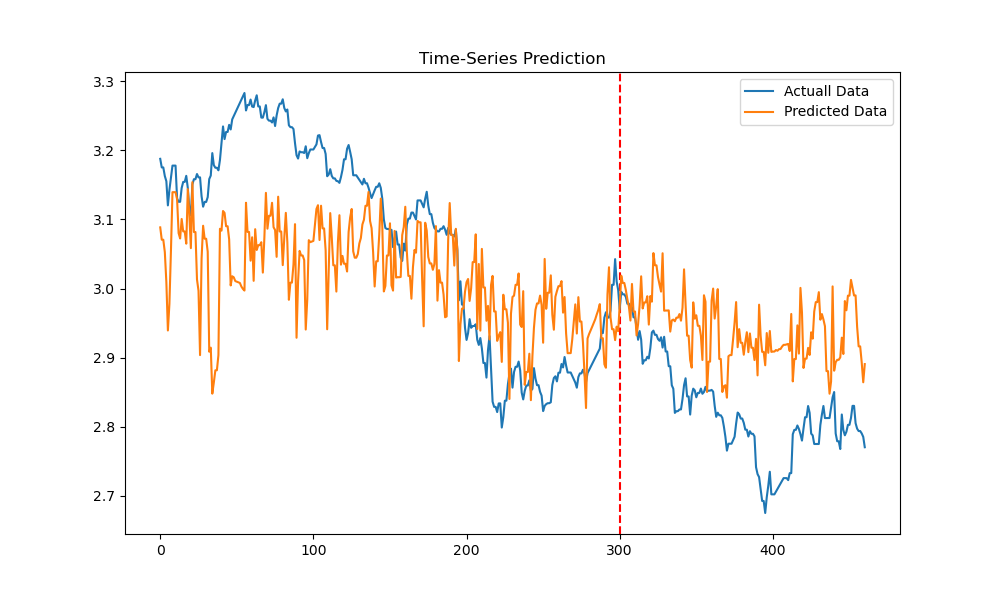 Time-Series Prediction
Actuall Data
Predicted Data
3.3
3.2
3.1
3.0
2.9
2.8
2.7
0 100 200 300 400